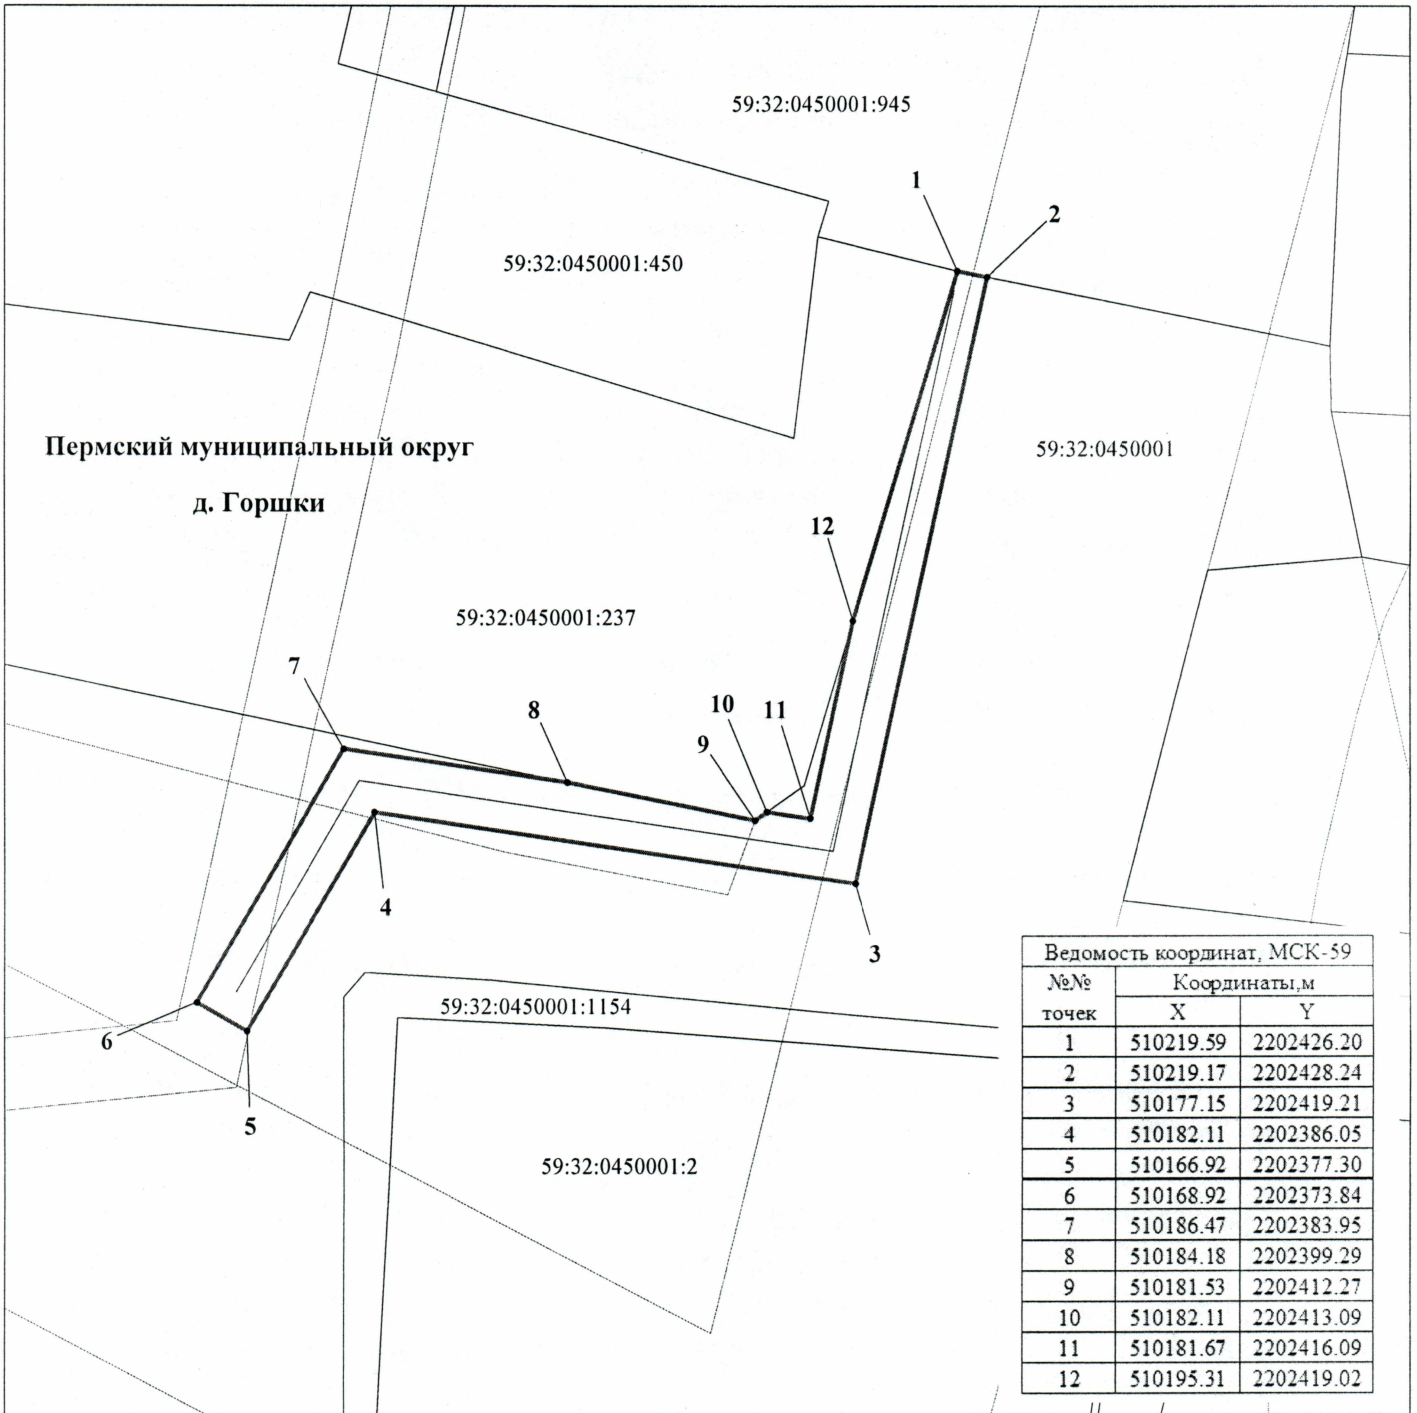 59:32:0450001:945
1
2
59:32:0450001:450
Пермский муниципальный округ
59:32:0450001
д. Горшки
12
59:32:0450001:237
7
8
10
11
9
4
3
6
5
59:32:0450001:1154
59:32:0450001:2
Ведомость координат, МСК-59
№№ Координаты,м
точек X Y
1 510219.59 2202426.20
2 510219.17 2202428.24
3 510177.15 2202419.21
4 510182.11 2202386.05
5 510166.92 2202377.30
6 510168.92 2202373.84
7 510186.47 2202383.95
8 510184.18 2202399.29
9 510181.53 2202412.27
10 510182.11 2202413.09
11 510181.67 2202416.09
12 510195.31 2202419.02